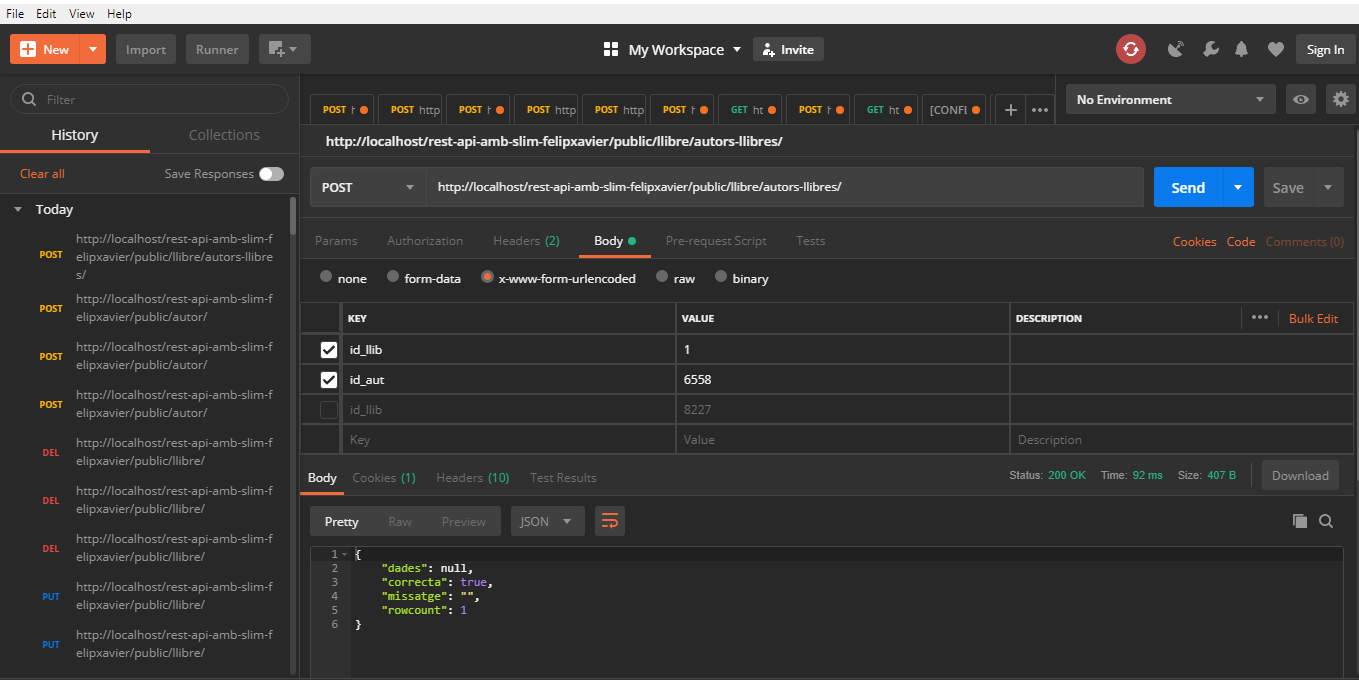 File Edit View Help
New Import Runner My Workspace Invite Sign In
Filter
History Collections
Clear all Save Responses
Today
POST http://localhost/rest-api-amb-slim-f
elipxavier/public/llibre/autors-llibre
s/
POST http://localhost/rest-api-amb-slim-f
elipxavier/public/autor/
POST http://localhost/rest-api-amb-slim-f
elipxavier/public/autor/
POST http://localhost/rest-api-amb-slim-f
elipxavier/public/autor/
DEL http://localhost/rest-api-amb-slim-f
elipxavier/public/llibre/
DEL http://localhost/rest-api-amb-slim-f
elipxavier/public/llibre/
DEL http://localhost/rest-api-amb-slim-f
elipxavier/public/llibre/
PUT http://localhost/rest-api-amb-slim-f
elipxavier/public/llibre/
PUT http://localhost/rest-api-amb-slim-f
elipxavier/public/llibre/
POST h POST http POST h POST http POST http POST h GET ht POST h GET ht [CONFL
No Environment
http://localhost/rest-api-amb-slim-felipxavier/public/llibre/autors-llibres/
POST http://localhost/rest-api-amb-slim-felipxavier/public/llibre/autors-llibres/ Send Save
Params Authorization Headers (2) Body Pre-request Script Tests Cookies Code Comments (0)
none form-data x-www-form-urlencoded raw binary
KEY VALUE DESCRIPTION Bulk Edit
id_llib 1
id_aut 6558
id_llib 8227
Key Value Description
Body Cookies (1) Headers (10) Test Results Status: 200 OK Time: 92 ms Size: 407 B Download
Pretty Raw Preview JSON
1 {
2 "dades": null,
3 "correcta": true,
4 "missatge": "",
5 "rowcount": 1
6 }